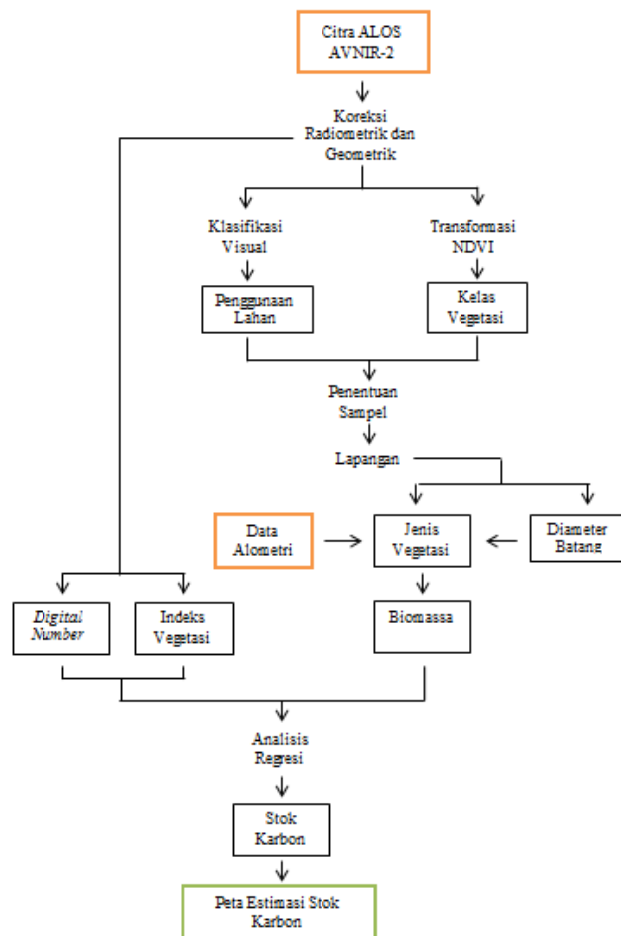 Citra ALOS
AVNIR-2
Koreksi
Radiometrik dan
Geometrik
Klasifikasi
Visual
Transformasi
NDVI
Penggunaan
Lahan
Kelas
Vegetasi
Penentuan
Sampel
Lapangan
Data
Alometri
Jenis
Vegetasi
Diameter
Batang
Digital
Number
Indeks
Vegetasi
Biomassa
Analisis
Regresi
Stok
Karbon
Peta Estimasi Stok
Karbon